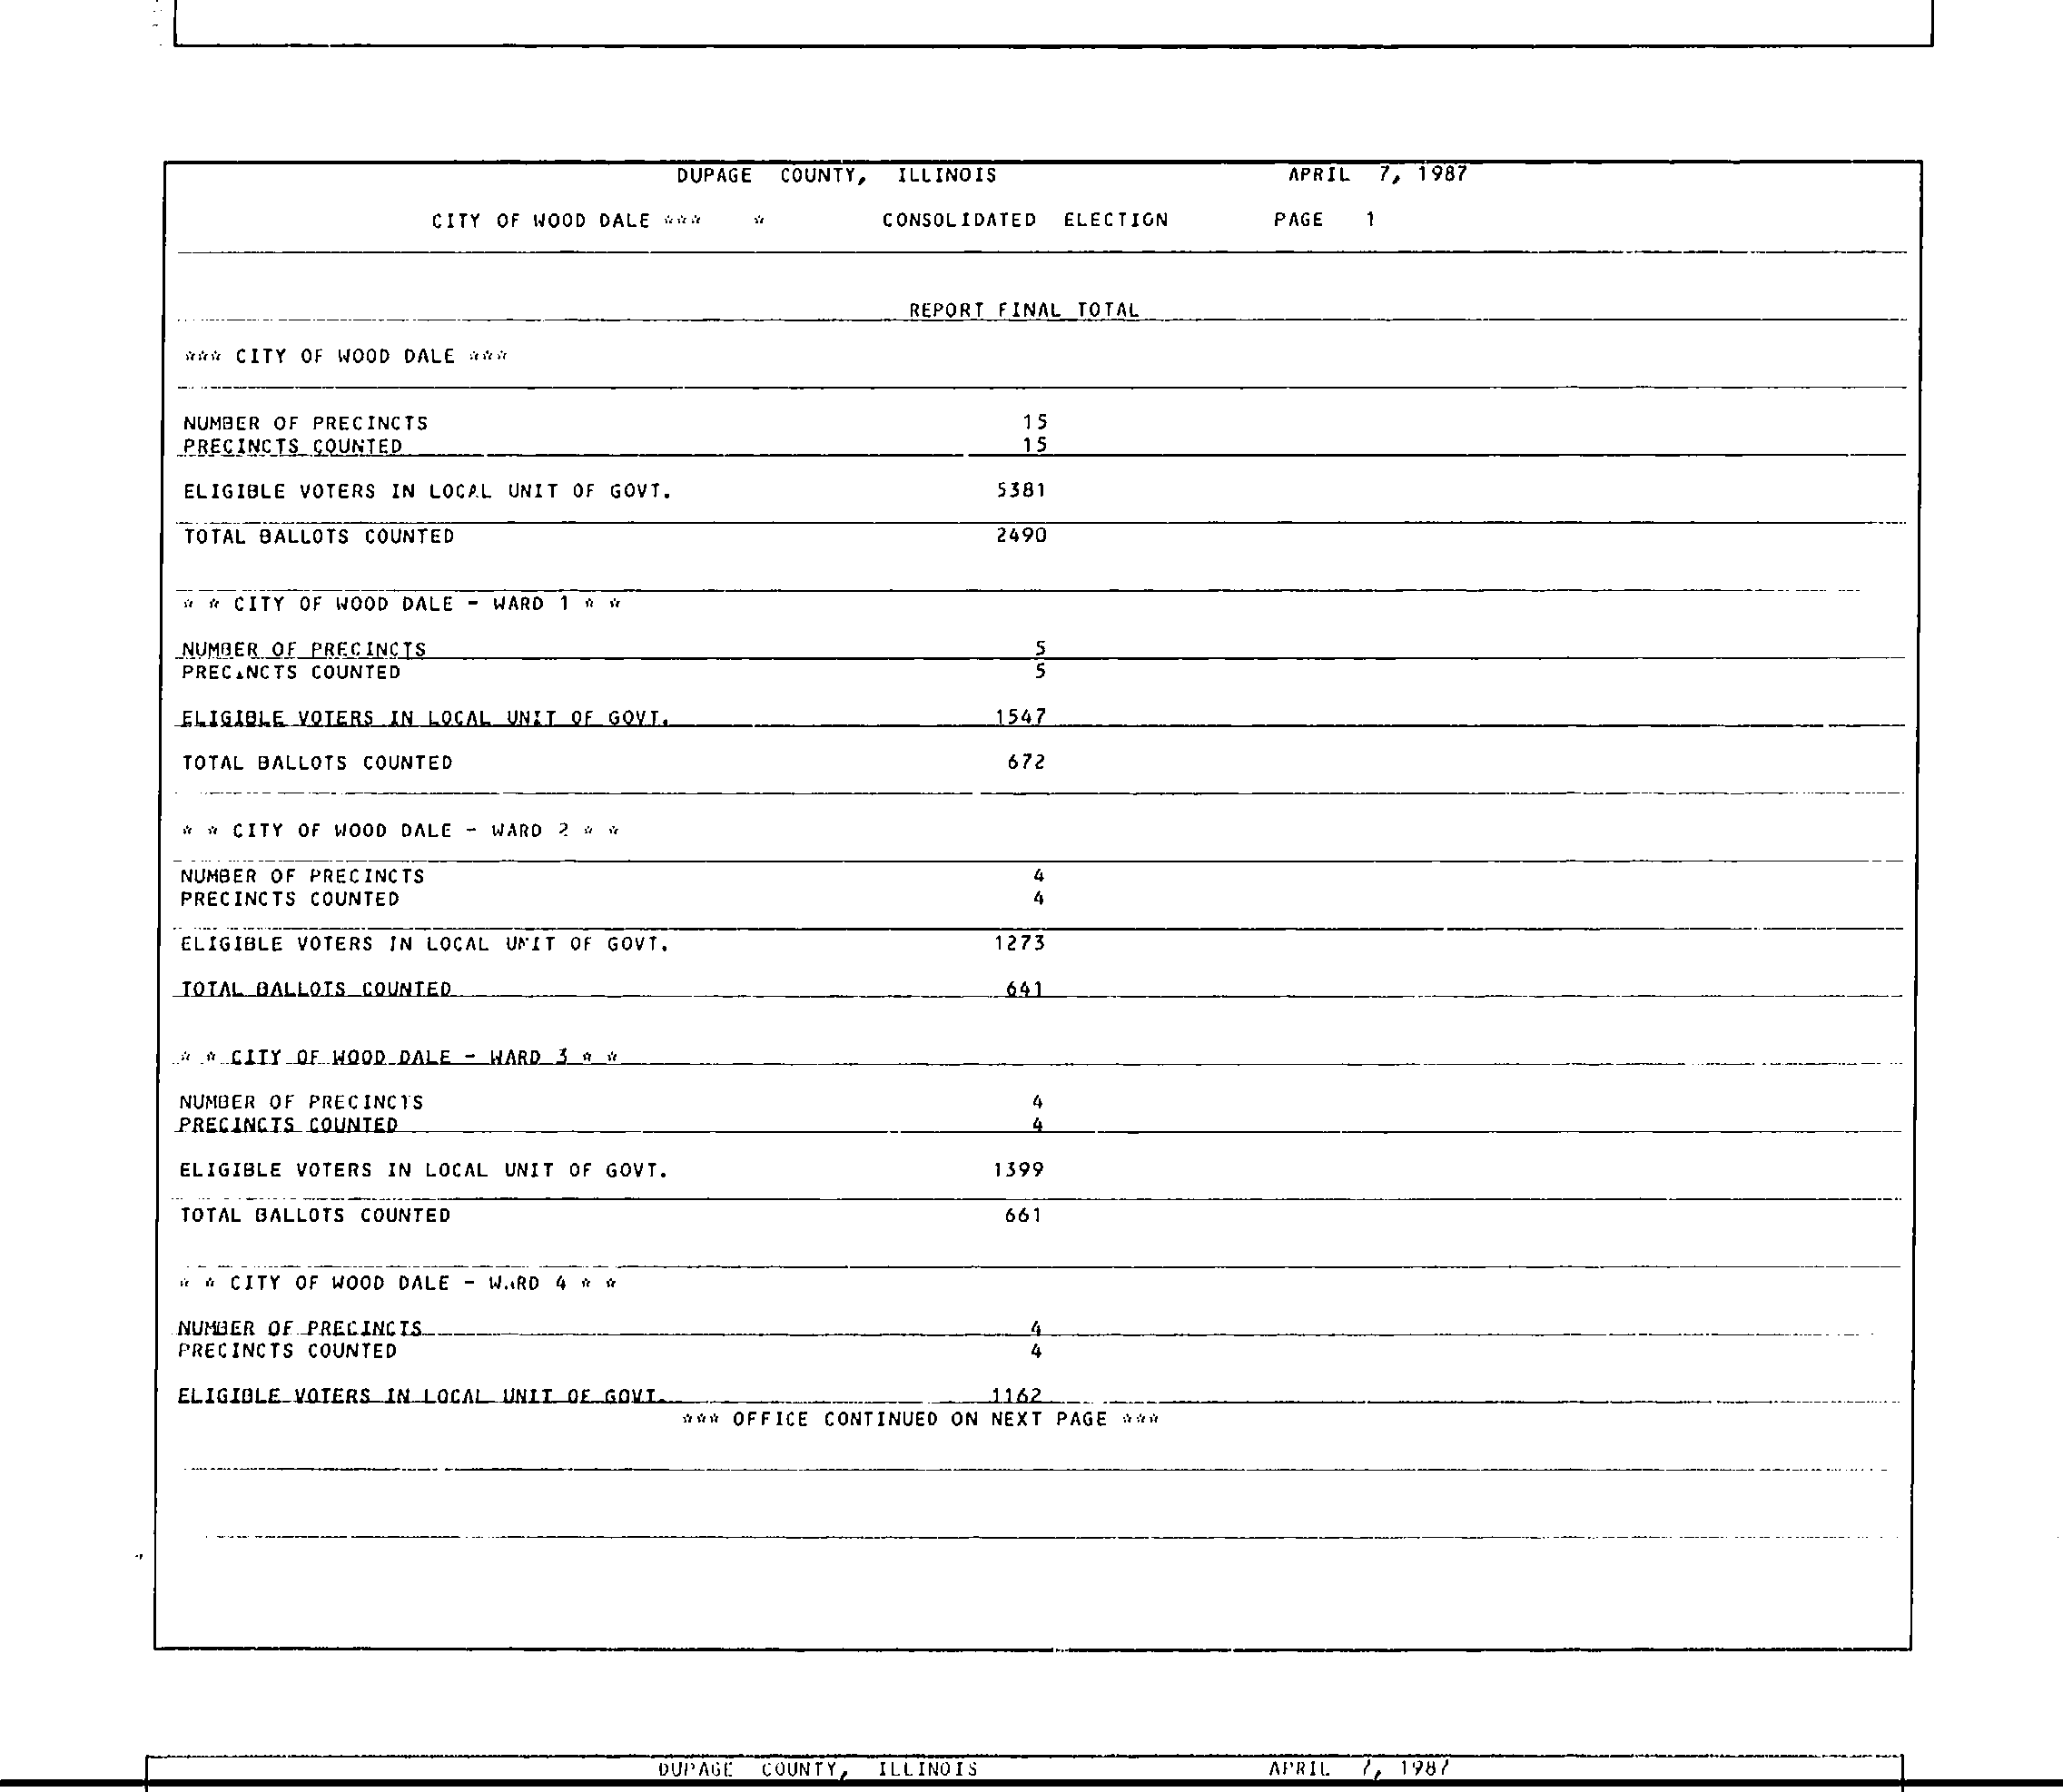 DUPAGE COUNTY, ILLINOIS APRIL 7, 1987
CITY OF WOOD DALE *** * CONSOLIDATED ELECTION PAGE 1
REPORT FINAL TOTAL
*** CITY OF WOOD DALE ***
NUMBER OF PRECINCTS 15
PRECINCTS COUNTED 15
ELIGIBLE VOTERS IN LOCAL UNIT OF GOVT. 5381
TOTAL BALLOTS COUNTED 2490
* * CITY OF WOOD DALE - WARD 1 * *
NUMBER OF PRECINCTS 5
PRECINCTS COUNTED 5
ELIGIBLE VOTERS IN LOCAL UNIT OF GOVT. 1547
TOTAL BALLOTS COUNTED 672
* * CITY OF WOOD DALE - WARD 2 * *
NUMBER OF PRECINCTS 4
PRECINCTS COUNTED 4
ELIGIBLE VOTERS IN LOCAL UNIT OF GOVT. 1273
TOTAL BALLOTS COUNTED 641
* * CITY OF WOOD DALE - WARD 3 * *
NUMBER OF PRECINCTS 4
PRECINCTS COUNTED 4
ELIGIBLE VOTERS IN LOCAL UNIT OF GOVT. 1399
TOTAL BALLOTS COUNTED 661
* * CITY OF WOOD DALE - WARD 4 * *
NUMBER OF PRECINCTS 4
PRECINCTS COUNTED 4
ELIGIBLE VOTERS IN LOCAL UNIT OF GOVT. 1162
*** OFFICE CONTINUED ON NEXT PAGE ***
DUPAGE COUNTY, ILLINOIS APRIL 7, 1987